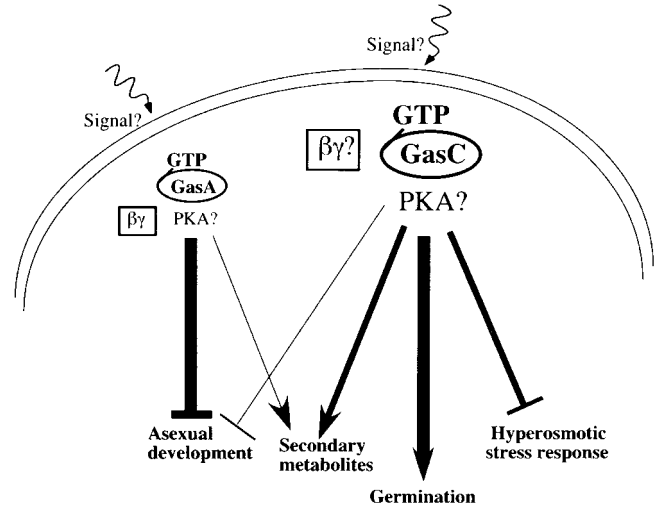 Signal?
Signal?
GTP
GasA
βγ
PKA?
GTP
βγ?
GasC
PKA?
Asexual
development
Secondary
metabolites
Germination
Hyperosmotic
stress response